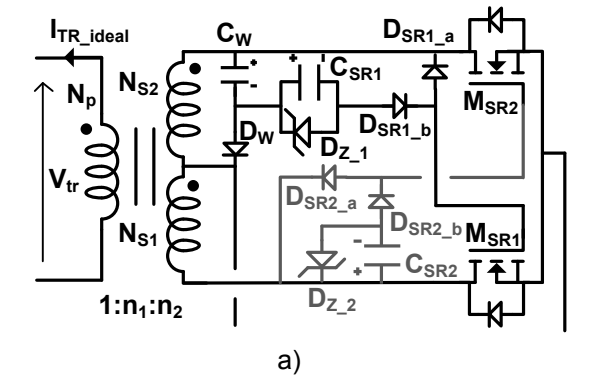 I_TR_ideal
C_W
D_SR1_a
N_S2
C_SR1
N_p
M_SR2
D_W
D_SR1_b
D_Z_1
V_tr
D_SR2_a
D_SR2_b
N_S1
M_SR1
C_SR2
D_Z_2
1:n_1:n_2
a)